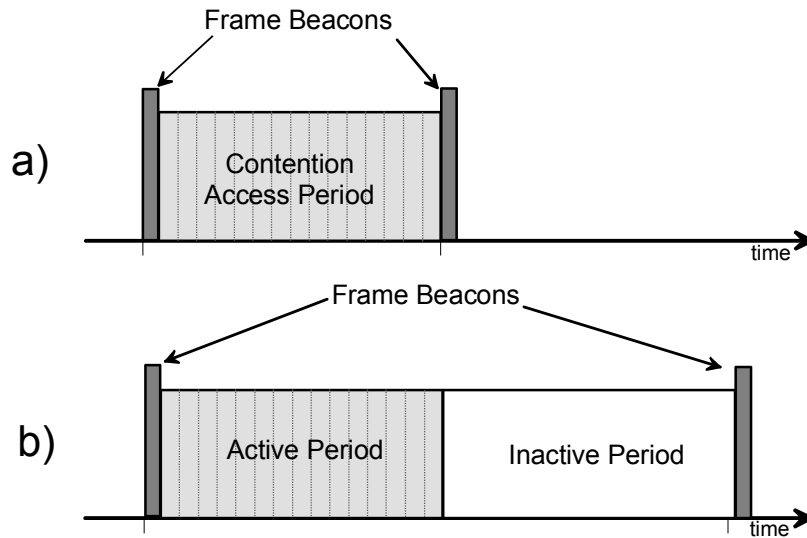 Frame Beacons
a)
Contention
Access Period
time
Frame Beacons
b)
Active Period
Inactive Period
time